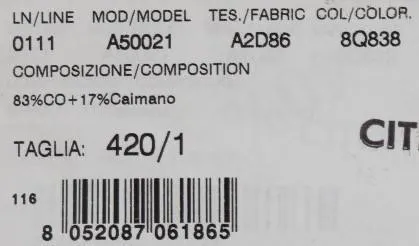 LN/LINE MOD/MODEL TES./FABRIC COL/COLOR.
0111 A50021 A2D86 8Q838
COMPOSIZIONE/COMPOSITION
83%CO+17%Caimano
TAGLIA: 420/1
CIT
116
8 052087 061865